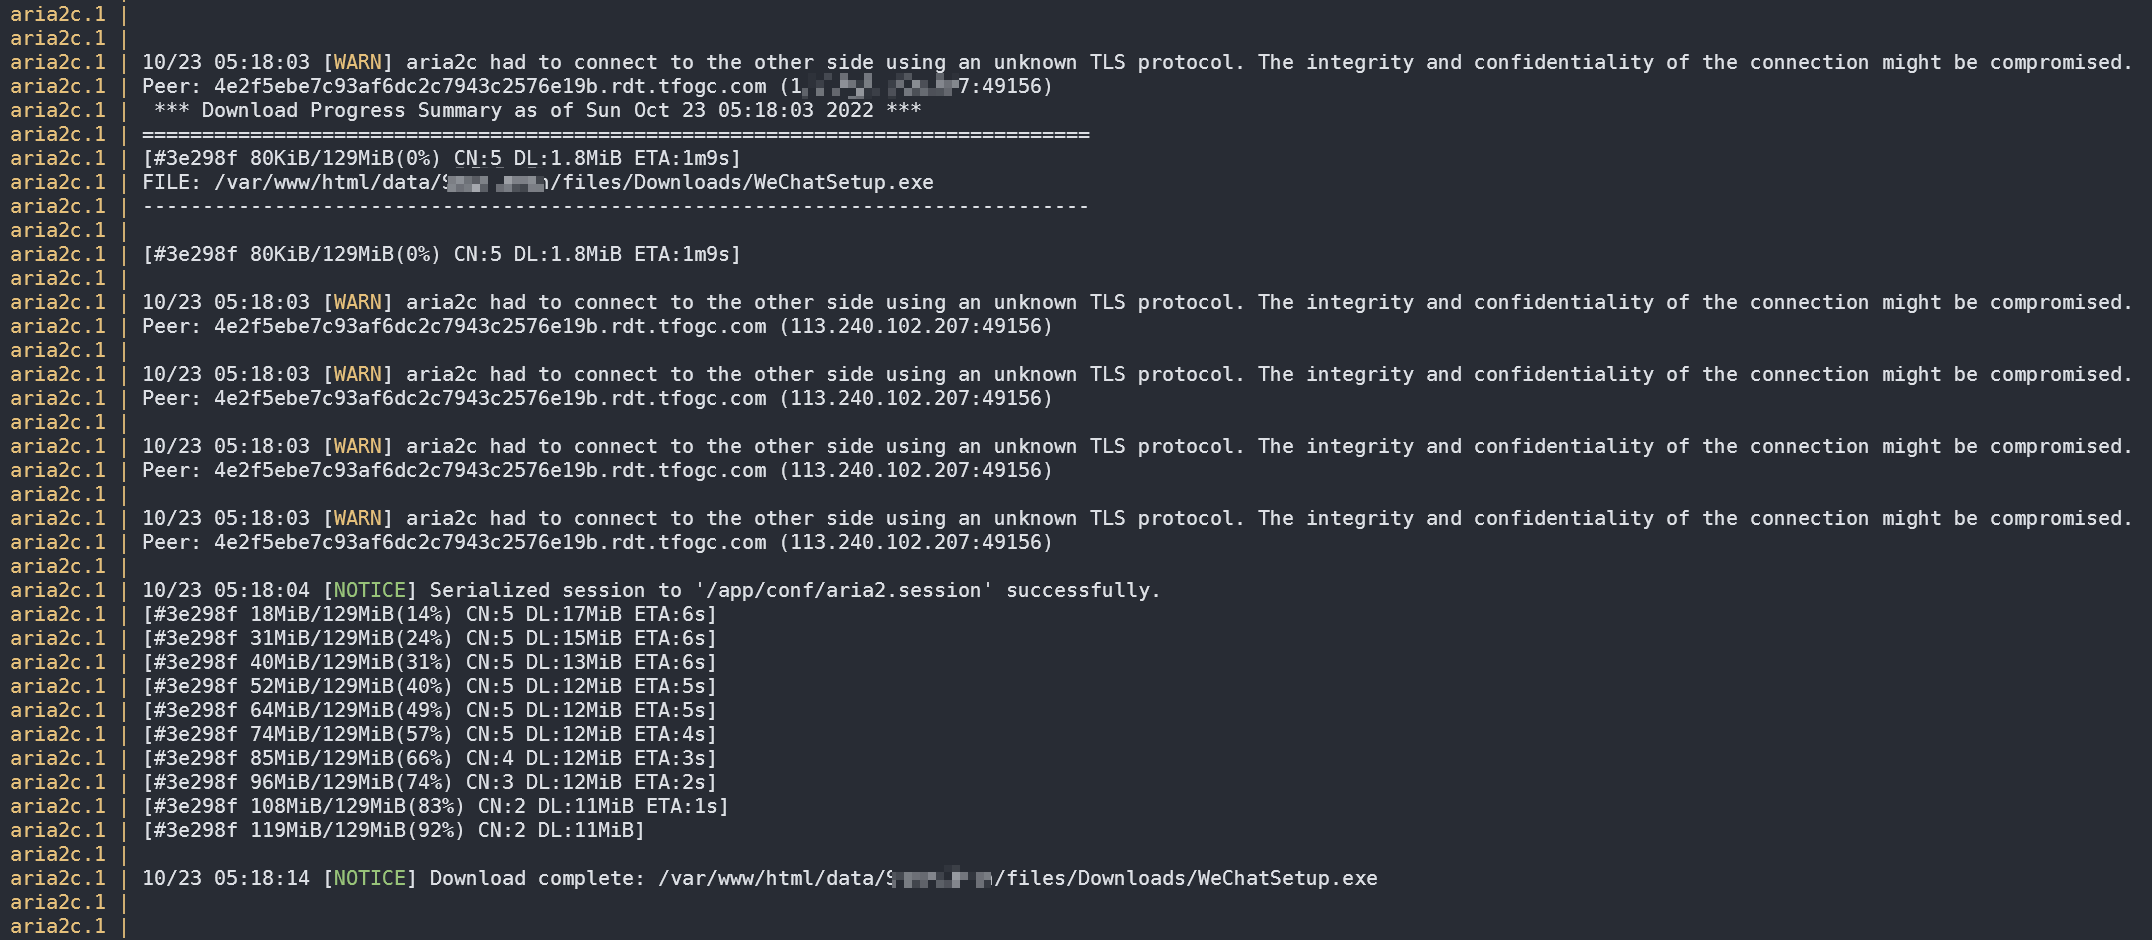 aria2c.1 |
aria2c.1 |
aria2c.1 | 10/23 05:18:03 [WARN] aria2c had to connect to the other side using an unknown TLS protocol. The integrity and confidentiality of the connection might be compromised.
aria2c.1 | Peer: 4e2f5ebe7c93af6dc2c7943c2576e19b.rdt.tfogc.com (1 7:49156)
aria2c.1 |  *** Download Progress Summary as of Sun Oct 23 05:18:03 2022 ***
aria2c.1 | ===============================================================================
aria2c.1 | [#3e298f 80KiB/129MiB(0%) CN:5 DL:1.8MiB ETA:1m9s]
aria2c.1 | FILE: /var/www/html/data/ /files/Downloads/WeChatSetup.exe
aria2c.1 | -------------------------------------------------------------------------------
aria2c.1 |
aria2c.1 | [#3e298f 80KiB/129MiB(0%) CN:5 DL:1.8MiB ETA:1m9s]
aria2c.1 |
aria2c.1 | 10/23 05:18:03 [WARN] aria2c had to connect to the other side using an unknown TLS protocol. The integrity and confidentiality of the connection might be compromised.
aria2c.1 | Peer: 4e2f5ebe7c93af6dc2c7943c2576e19b.rdt.tfogc.com (113.240.102.207:49156)
aria2c.1 |
aria2c.1 | 10/23 05:18:03 [WARN] aria2c had to connect to the other side using an unknown TLS protocol. The integrity and confidentiality of the connection might be compromised.
aria2c.1 | Peer: 4e2f5ebe7c93af6dc2c7943c2576e19b.rdt.tfogc.com (113.240.102.207:49156)
aria2c.1 |
aria2c.1 | 10/23 05:18:03 [WARN] aria2c had to connect to the other side using an unknown TLS protocol. The integrity and confidentiality of the connection might be compromised.
aria2c.1 | Peer: 4e2f5ebe7c93af6dc2c7943c2576e19b.rdt.tfogc.com (113.240.102.207:49156)
aria2c.1 |
aria2c.1 | 10/23 05:18:03 [WARN] aria2c had to connect to the other side using an unknown TLS protocol. The integrity and confidentiality of the connection might be compromised.
aria2c.1 | Peer: 4e2f5ebe7c93af6dc2c7943c2576e19b.rdt.tfogc.com (113.240.102.207:49156)
aria2c.1 |
aria2c.1 | 10/23 05:18:04 [NOTICE] Serialized session to '/app/conf/aria2.session' successfully.
aria2c.1 | [#3e298f 18MiB/129MiB(14%) CN:5 DL:17MiB ETA:6s]
aria2c.1 | [#3e298f 31MiB/129MiB(24%) CN:5 DL:15MiB ETA:6s]
aria2c.1 | [#3e298f 40MiB/129MiB(31%) CN:5 DL:13MiB ETA:6s]
aria2c.1 | [#3e298f 52MiB/129MiB(40%) CN:5 DL:12MiB ETA:5s]
aria2c.1 | [#3e298f 64MiB/129MiB(49%) CN:5 DL:12MiB ETA:5s]
aria2c.1 | [#3e298f 74MiB/129MiB(57%) CN:5 DL:12MiB ETA:4s]
aria2c.1 | [#3e298f 85MiB/129MiB(66%) CN:4 DL:12MiB ETA:3s]
aria2c.1 | [#3e298f 96MiB/129MiB(74%) CN:3 DL:12MiB ETA:2s]
aria2c.1 | [#3e298f 108MiB/129MiB(83%) CN:2 DL:11MiB ETA:1s]
aria2c.1 | [#3e298f 119MiB/129MiB(92%) CN:2 DL:11MiB]
aria2c.1 |
aria2c.1 | 10/23 05:18:14 [NOTICE] Download complete: /var/www/html/data/ /files/Downloads/WeChatSetup.exe
aria2c.1 |
aria2c.1 |